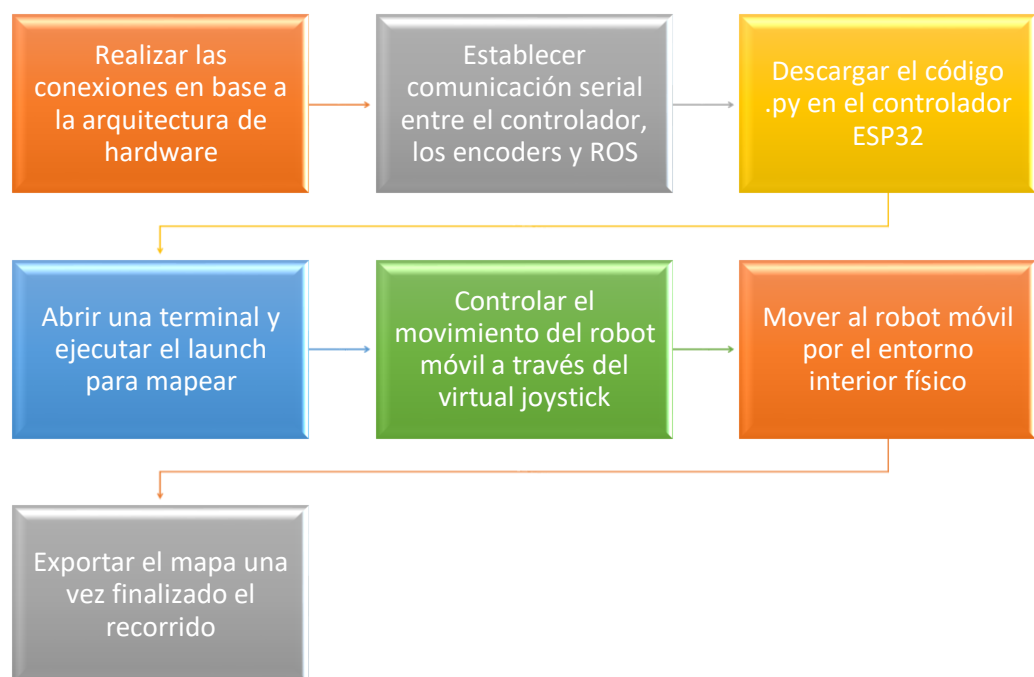 Realizar las
conexiones en base a
la arquitectura de
hardware
Establecer
comunicación serial
entre el controlador,
los encoders y ROS
Descargar el código
.py en el controlador
ESP32
Abrir una terminal y
ejecutar el launch
para mapear
Controlar el
movimiento del robot
móvil a través del
virtual joystick
Mover al robot móvil
por el entorno
interior físico
Exportar el mapa una
vez finalizado el
recorrido